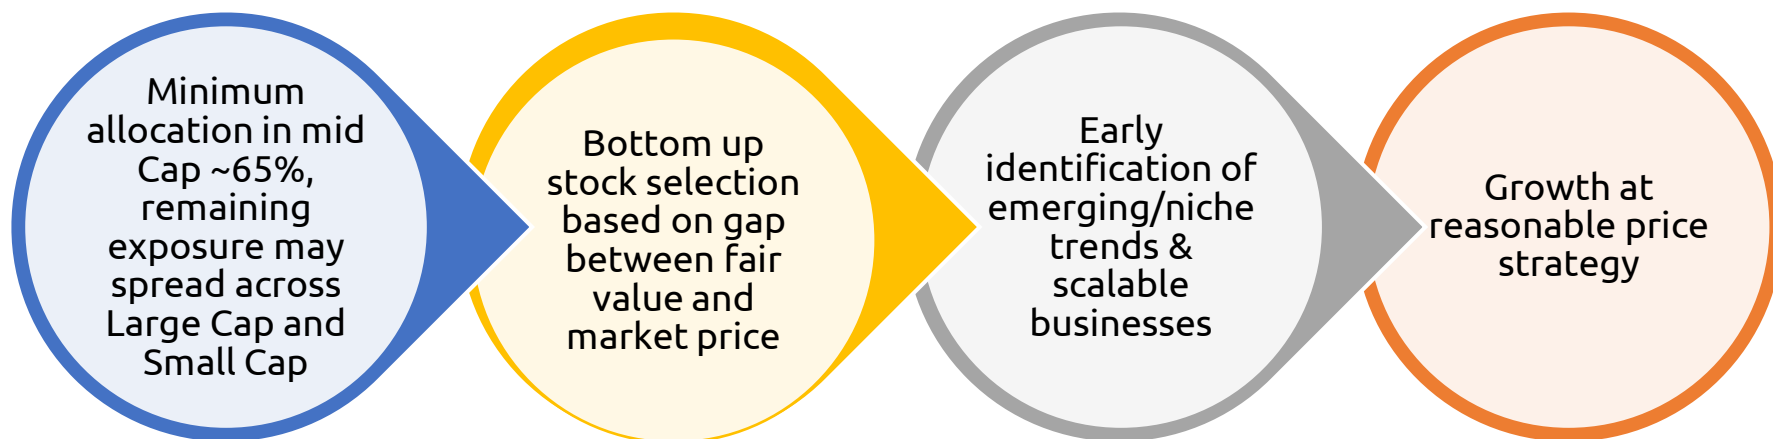 Minimum
allocation in mid
Cap ~65%,
remaining
exposure may
spread across
Large Cap and
Small Cap
Bottom up
stock selection
based on gap
between fair
value and
market price
Early
identification of
emerging/niche
trends &
scalable
businesses
Growth at
reasonable price
strategy